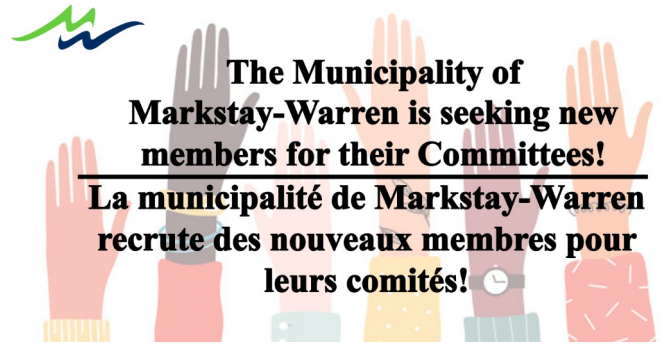 The Municipality of
Markstay-Warren is seeking new
members for their Committees!
La municipalité de Markstay-Warren
recrute des nouveaux membres pour
leurs comités!